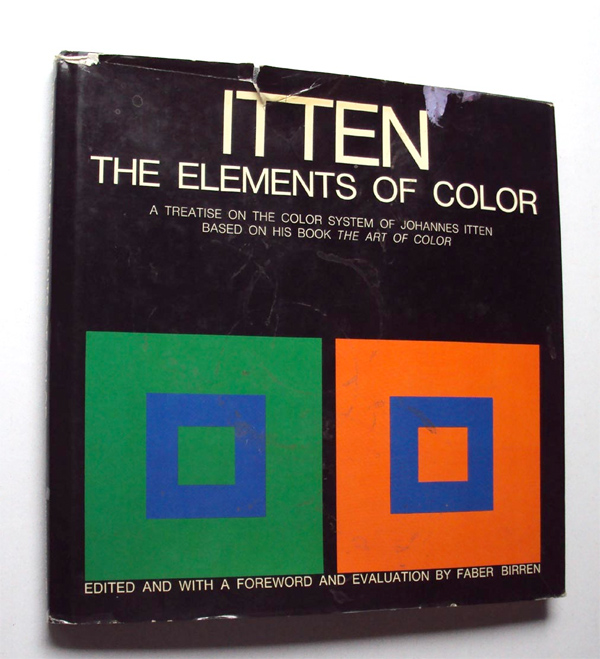 ITTEN
THE ELEMENTS OF COLOR
A TREATISE ON THE COLOR SYSTEM OF JOHANNES ITTEN
BASED ON HIS BOOK THE ART OF COLOR
EDITED AND WITH A FOREWORD AND EVALUATION BY FABER BIRREN